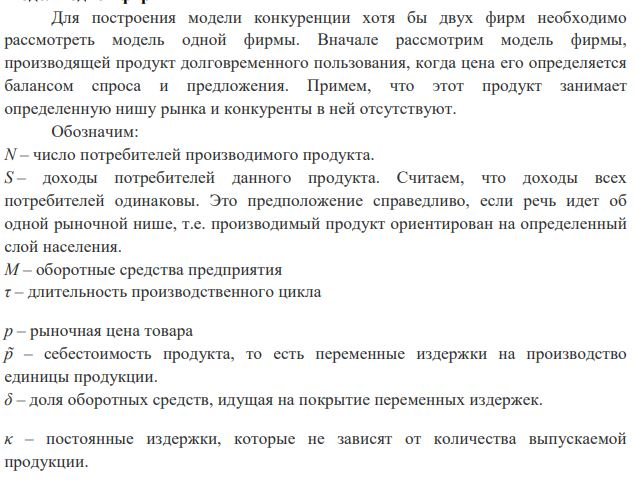 Для построения модели конкуренции хотя бы двух фирм необходимо
рассмотреть модель одной фирмы. Вначале рассмотрим модель фирмы,
производящей продукт долговременного пользования, когда цена его определяется
балансом спроса и предложения. Примем, что этот продукт занимает
определенную нишу рынка и конкуренты в ней отсутствуют.
Обозначим:
N – число потребителей производимого продукта.
S – доходы потребителей данного продукта. Считаем, что доходы всех
потребителей одинаковы. Это предположение справедливо, если речь идет об
одной рыночной нише, т.е. производимый продукт ориентирован на определенный
слой населения.
M – оборотные средства предприятия
τ – длительность производственного цикла
p – рыночная цена товара
p̃ – себестоимость продукта, то есть переменные издержки на производство
единицы продукции.
δ – доля оборотных средств, идущая на покрытие переменных издержек.
κ – постоянные издержки, которые не зависят от количества выпускаемой
продукции.